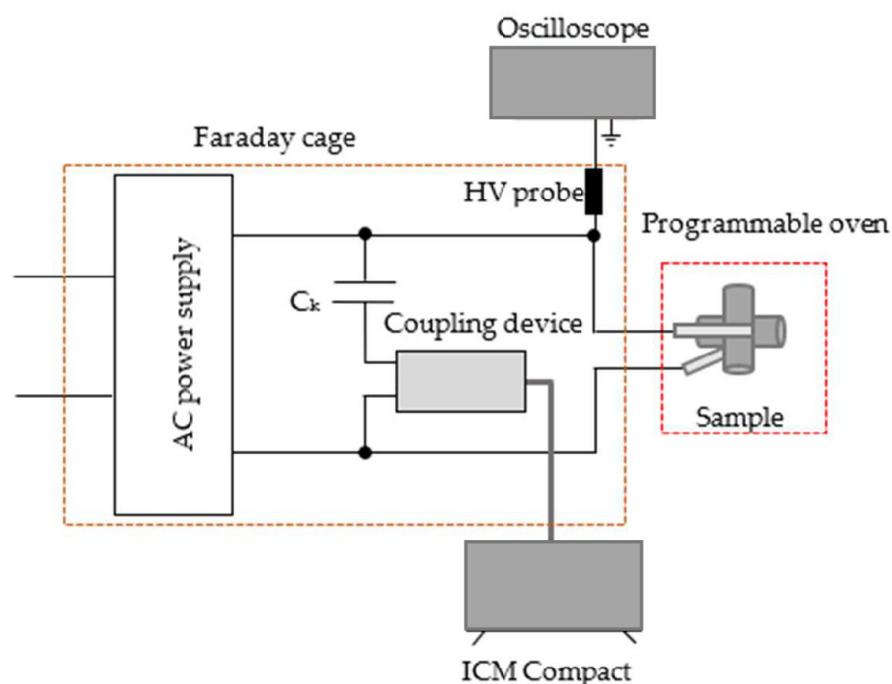 Oscilloscope
Faraday cage
HV probe
Programmable oven
AC power supply
Cₖ
Coupling device
Sample
ICM Compact